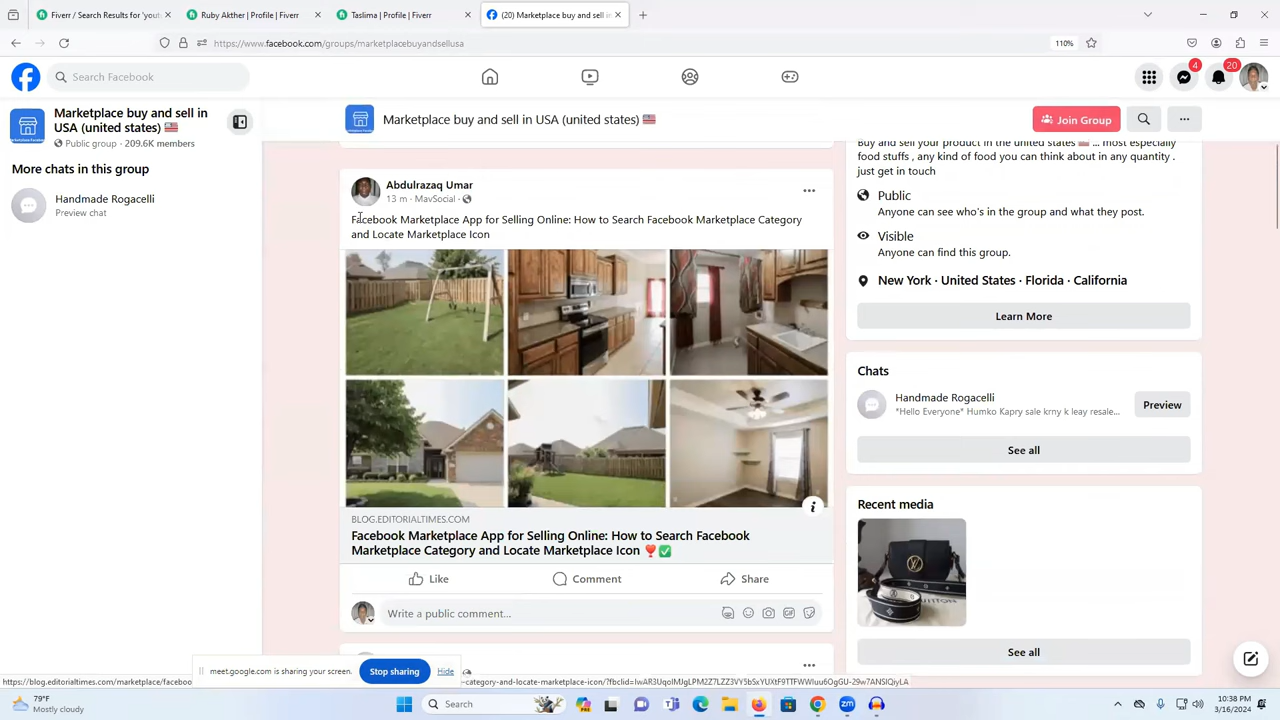 Fiverr / Search Results for 'yout
Ruby Akther | Profile | Fiverr
Taslima | Profile | Fiverr
(20) Marketplace buy and sell in
https://www.facebook.com/groups/marketplacebuyandsellusa
110%
Search Facebook
4
20
Marketplace buy and sell in
USA (united states) 🇺🇸
Public group · 209.6K members
More chats in this group
Handmade Rogacelli
Preview chat
Marketplace buy and sell in USA (united states) 🇺🇸
Join Group
Abdulrazaq Umar
13 m · MavSocial ·
Facebook Marketplace App for Selling Online: How to Search Facebook Marketplace Category
and Locate Marketplace Icon
BLOG.EDITORIALTIMES.COM
Facebook Marketplace App for Selling Online: How to Search Facebook
Marketplace Category and Locate Marketplace Icon ❣️✅
Like
Comment
Share
Write a public comment...
GIF
Buy and sell your product in the united states 🇺🇸 ... most especially
food stuffs , any kind of food you can think about in any quantity .
just get in touch
Public
Anyone can see who's in the group and what they post.
Visible
Anyone can find this group.
New York · United States · Florida · California
Learn More
Chats
Handmade Rogacelli
*Hello Everyone* Humko Kapry sale krny k leay resale...
Preview
See all
Recent media
See all
meet.google.com is sharing your screen.
Stop sharing
Hide
79°F
Mostly cloudy
Search
10:38 PM
3/16/2024